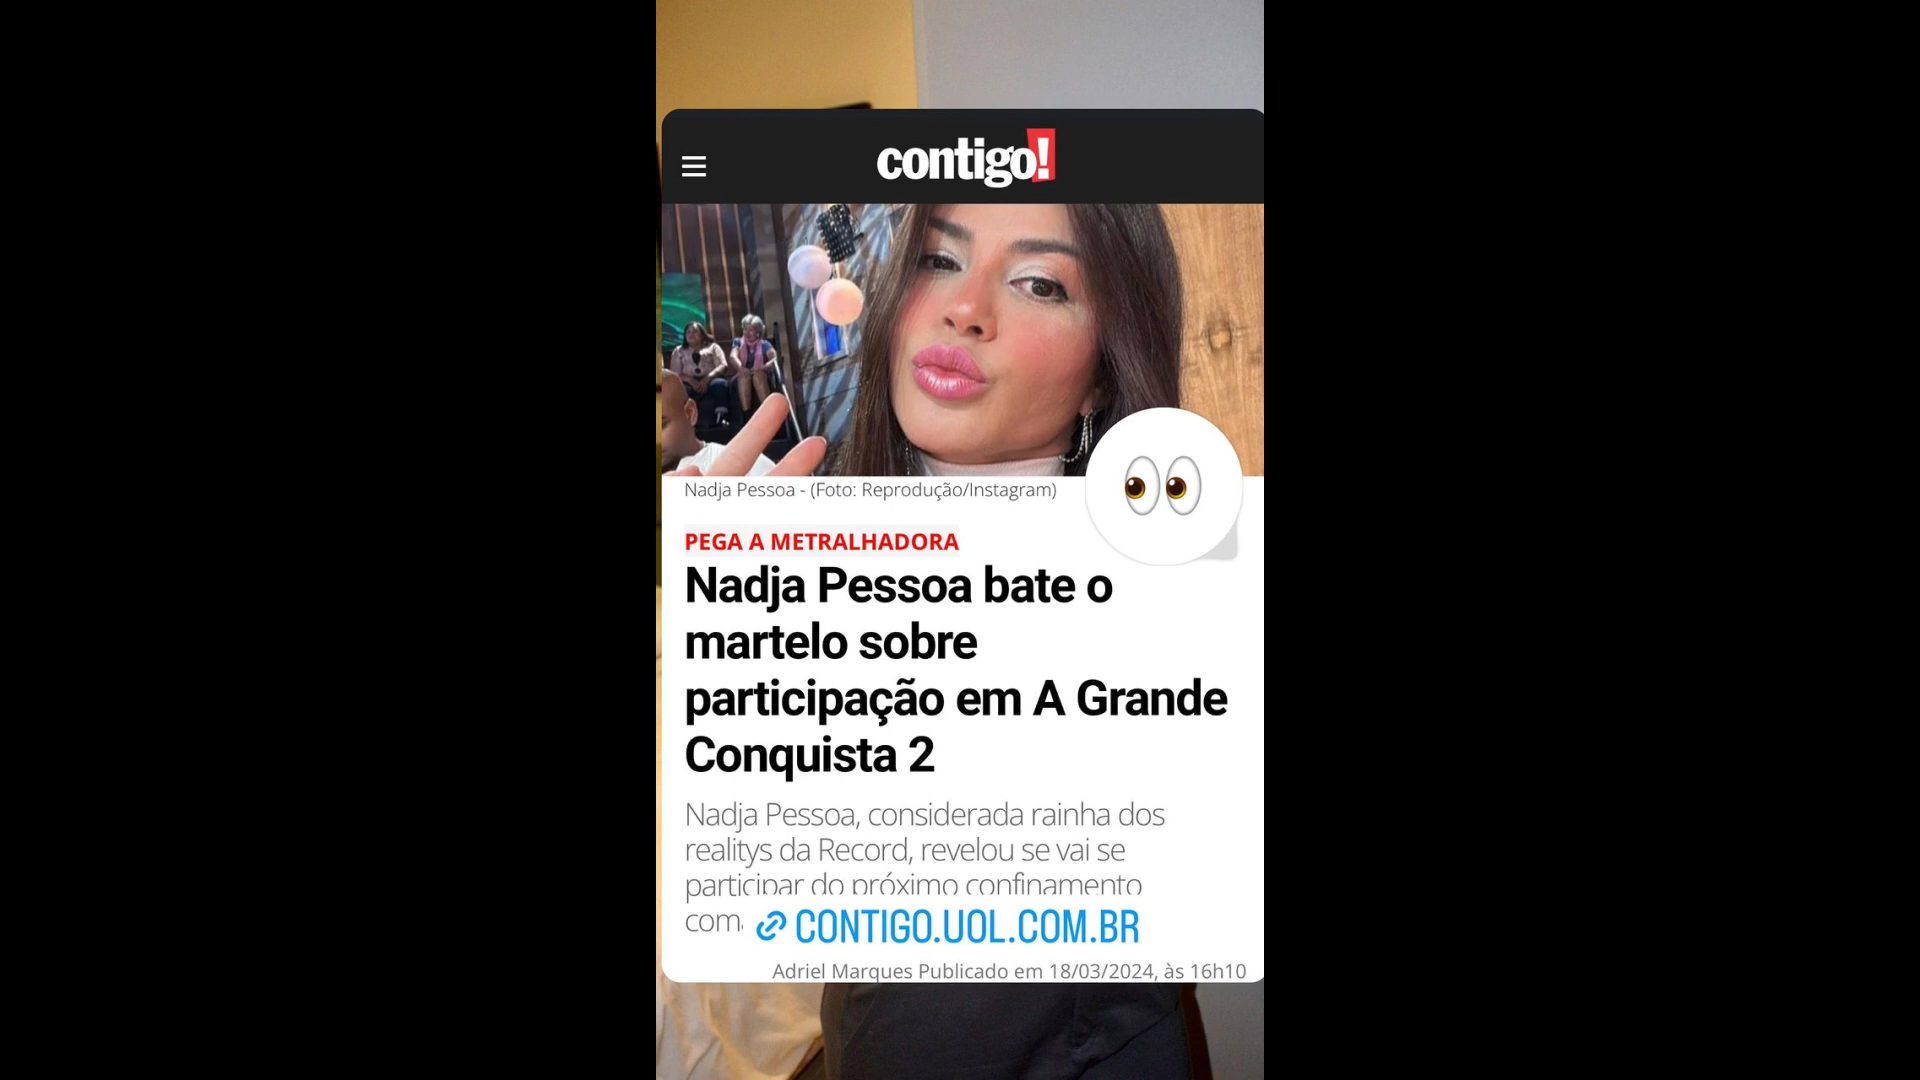 contigo!
Nadja Pessoa - (Foto: Reprodução/Instagram)
PEGA A METRALHADORA
Nadja Pessoa bate o
martelo sobre
participação em A Grande
Conquista 2
Nadja Pessoa, considerada rainha dos
realitys da Record, revelou se vai se
participar do próximo confinamento
com
CONTIGO.UOL.COM.BR
Adriel Marques Publicado em 18/03/2024, às 16h10